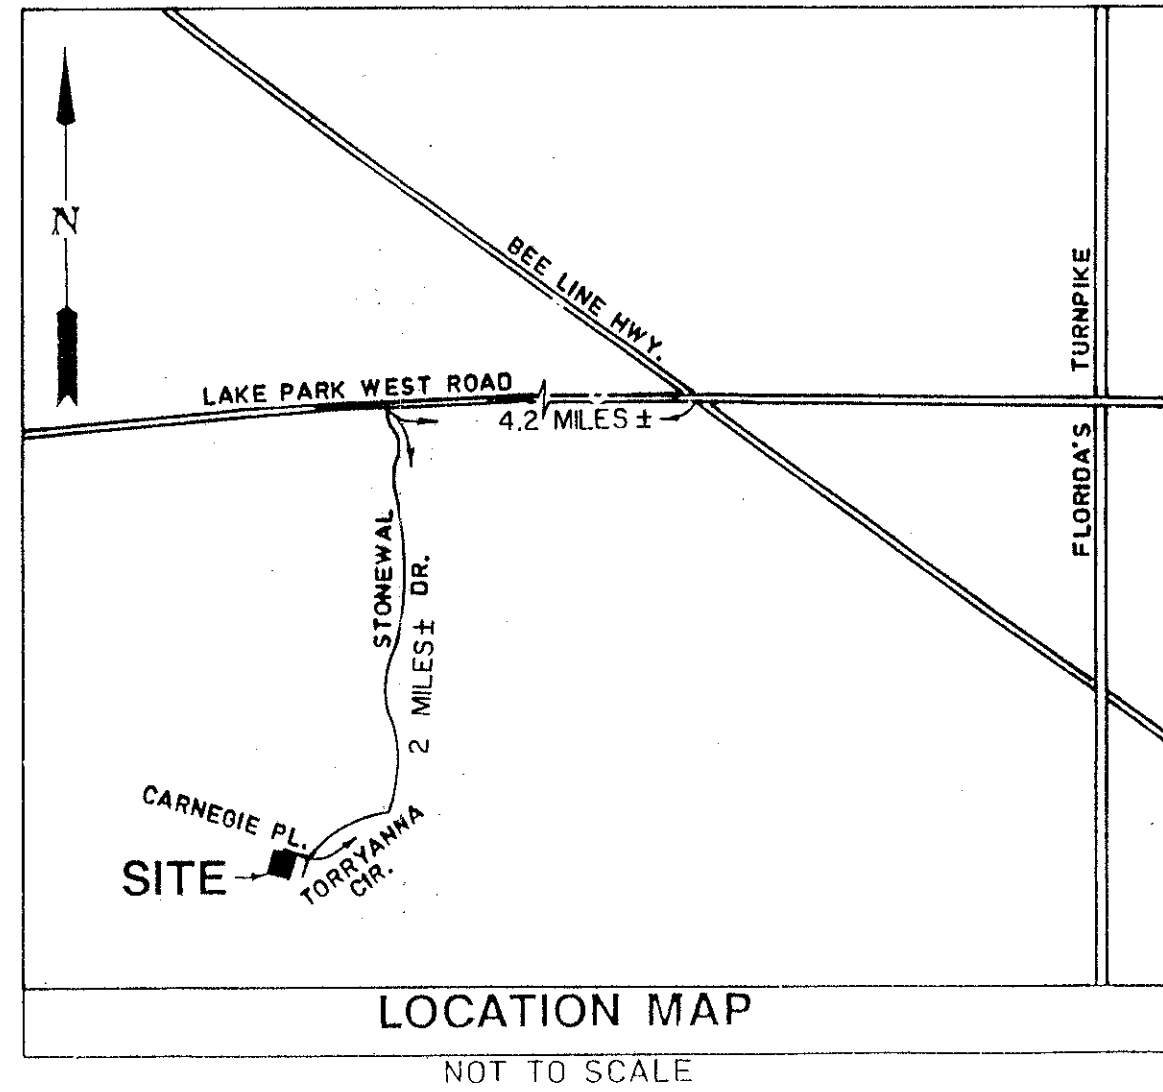 N
BEE LINE HWY.
FLORIDA'S TURNPIKE
LAKE PARK WEST ROAD
4.2 MILES ±
STONEWAL DR.
2 MILES ±
CARNEGIE PL.
SITE
TORRYANNA
CIR.
LOCATION MAP
NOT TO SCALE